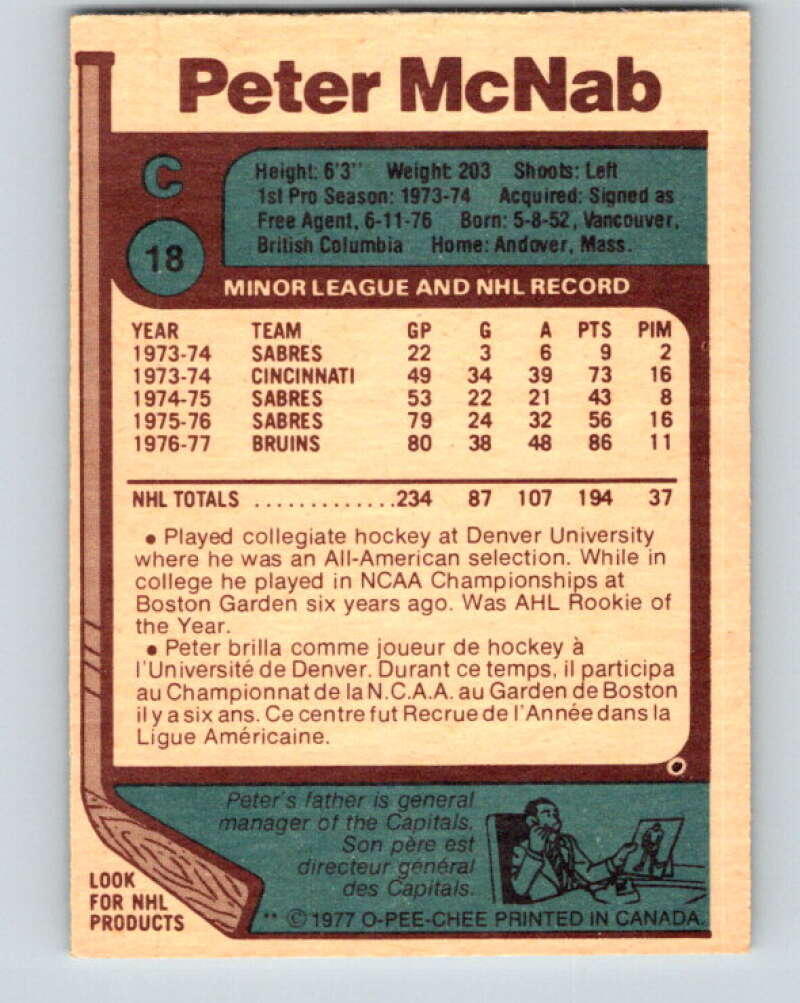 Peter McNab
C
18
Height: 6'3" Weight: 203 Shoots: Left
1st Pro Season: 1973-74 Acquired: Signed as
Free Agent, 6-11-76 Born: 5-8-52, Vancouver,
British Columbia Home: Andover, Mass.
MINOR LEAGUE AND NHL RECORD
YEAR TEAM GP G A PTS PIM
1973-74 SABRES 22 3 6 9 2
1973-74 CINCINNATI 49 34 39 73 16
1974-75 SABRES 53 22 21 43 8
1975-76 SABRES 79 24 32 56 16
1976-77 BRUINS 80 38 48 86 11
NHL TOTALS .............234 87 107 194 37
• Played collegiate hockey at Denver University
where he was an All-American selection. While in
college he played in NCAA Championships at
Boston Garden six years ago. Was AHL Rookie of
the Year.
• Peter brilla comme joueur de hockey à
l'Université de Denver. Durant ce temps, il participa
au Championnat de la N.C.A.A. au Garden de Boston
il y a six ans. Ce centre fut Recrue de l'Année dans la
Ligue Américaine.
Peter's father is general
manager of the Capitals.
Son père est
directeur général
des Capitals.
LOOK
FOR NHL
PRODUCTS
** © 1977 O-PEE-CHEE PRINTED IN CANADA.